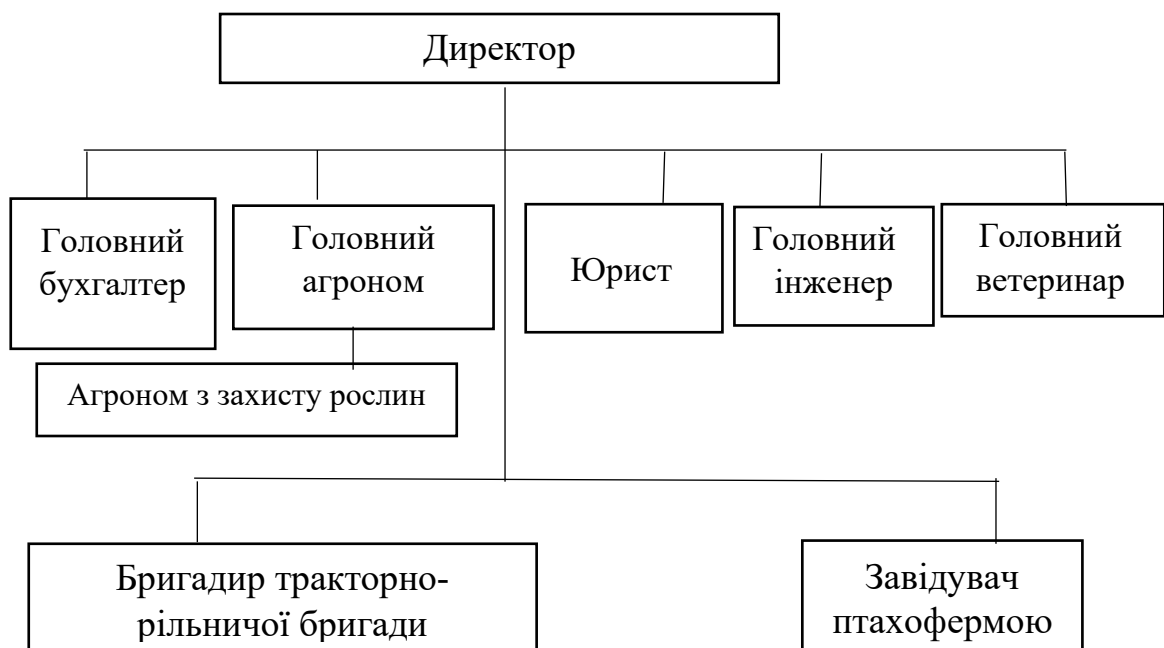 Директор
Головний
бухгалтер
Головний
агроном
Юрист
Головний
інженер
Головний
ветеринар
Агроном з захисту рослин
Бригадир тракторно-
рільничої бригади
Завідувач
птахофермою